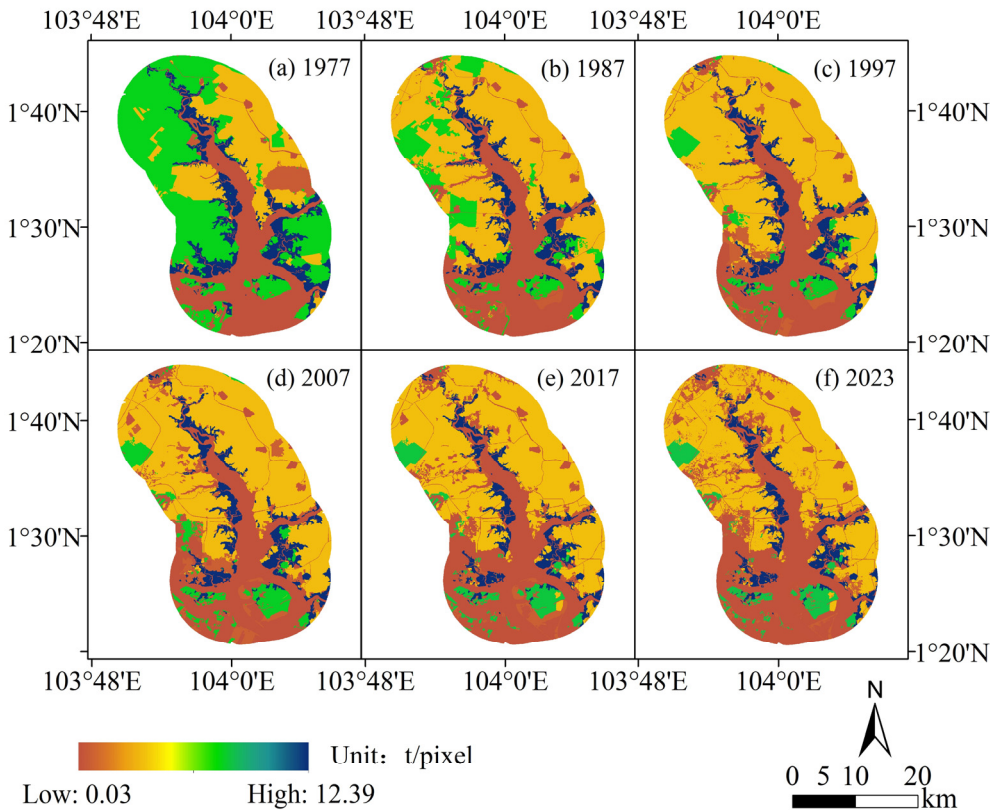 103°48'E 104°0'E 103°48'E 104°0'E 103°48'E 104°0'E
(a) 1977 (b) 1987 (c) 1997
1°40'N 1°40'N
1°30'N 1°30'N
1°20'N 1°20'N
(d) 2007 (e) 2017 (f) 2023
1°40'N 1°40'N
1°30'N 1°30'N
1°20'N
103°48'E 104°0'E 103°48'E 104°0'E 103°48'E 104°0'E
N
Unit: t/pixel
Low: 0.03 High: 12.39
0 5 10 20
km